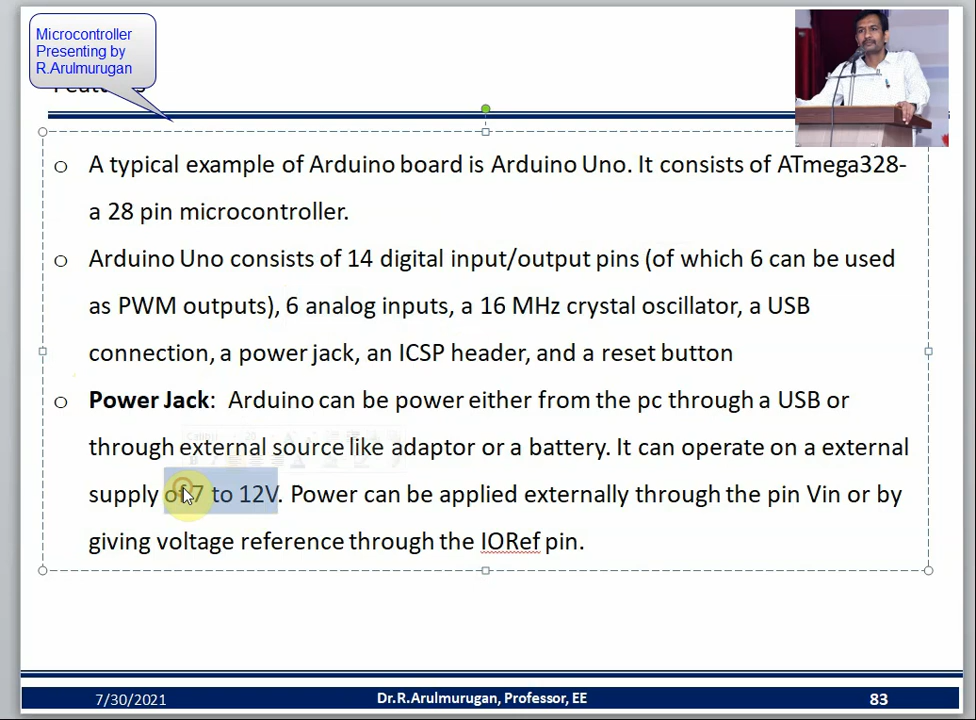 Microcontroller
Presenting by
R.Arulmurugan
Features
o A typical example of Arduino board is Arduino Uno. It consists of ATmega328-
a 28 pin microcontroller.
o Arduino Uno consists of 14 digital input/output pins (of which 6 can be used
as PWM outputs), 6 analog inputs, a 16 MHz crystal oscillator, a USB
connection, a power jack, an ICSP header, and a reset button
o Power Jack: Arduino can be power either from the pc through a USB or
through external source like adaptor or a battery. It can operate on a external
supply of 7 to 12V. Power can be applied externally through the pin Vin or by
giving voltage reference through the IORef pin.
7/30/2021
Dr.R.Arulmurugan, Professor, EE
83